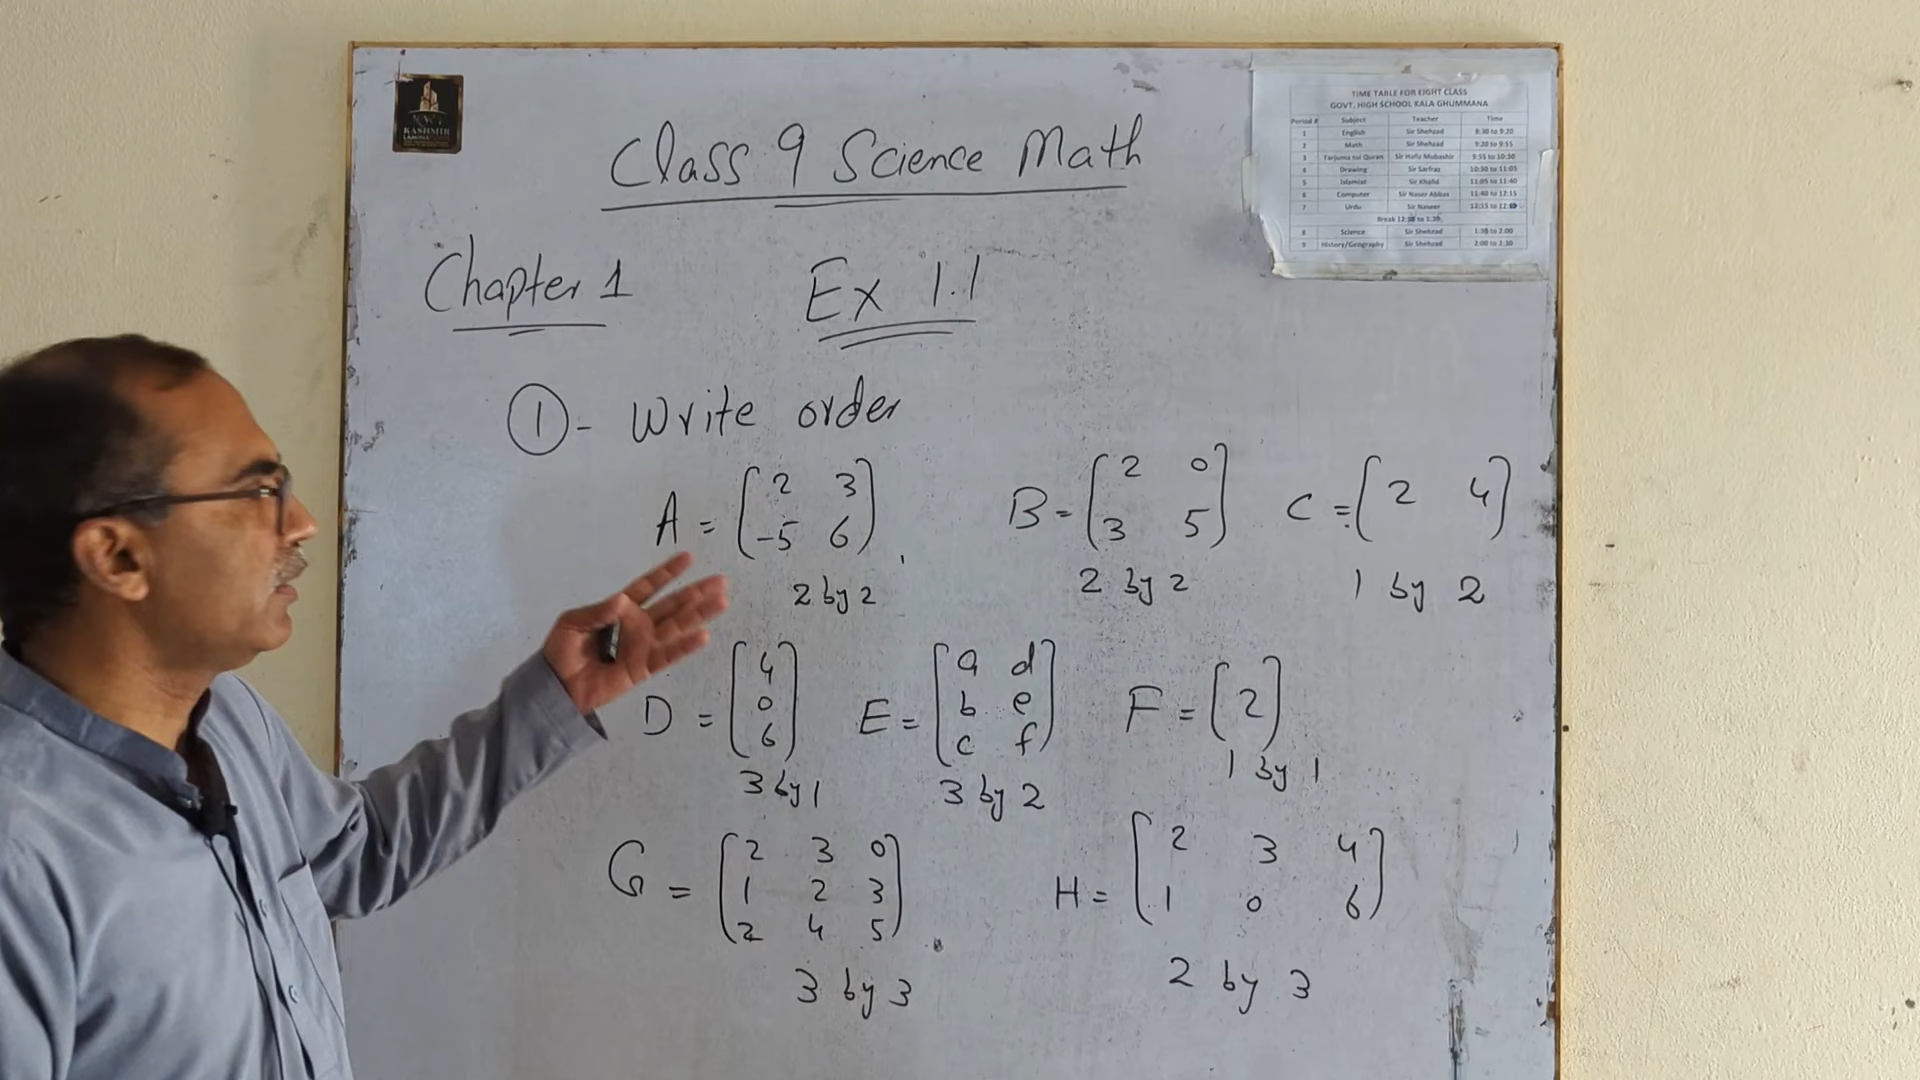 KASHMIR
Class 9 Science Math
TIME TABLE FOR EIGHT CLASS
GOVT. HIGH SCHOOL KALA GHUMMANA
Period # Subject Teacher Time
1 English Sir Shehzad 8:30 to 9:20
2 Math Sir Shehzad 9:20 to 9:55
3 Tarjuma tul Quran Sir Hafiz Mubashir 9:55 to 10:30
4 Drawing Sir Sarfraz 10:30 to 11:05
5 Islamiat Sir Khalid 11:05 to 11:40
6 Computer Sir Naser Abbas 11:40 to 12:15
7 Urdu Sir Naseer 12:15 to
Break to 1:30
8 Science Sir Shehzad 1:30 to 2:00
9 History/Geography Sir Shehzad 2:00 to 2:30
Chapter 1 Ex 1.1
1 - Write order
A = [2 3
-5 6],
2 by 2
B = [2 0
3 5]
2 by 2
C = [2 4]
1 by 2
D = [4
0
6]
3 by 1
E = [a d
b e
c f]
3 by 2
F = [2]
1 by 1
G = [2 3 0
1 2 3
2 4 5]
3 by 3
H = [2 3 4
1 0 6]
2 by 3